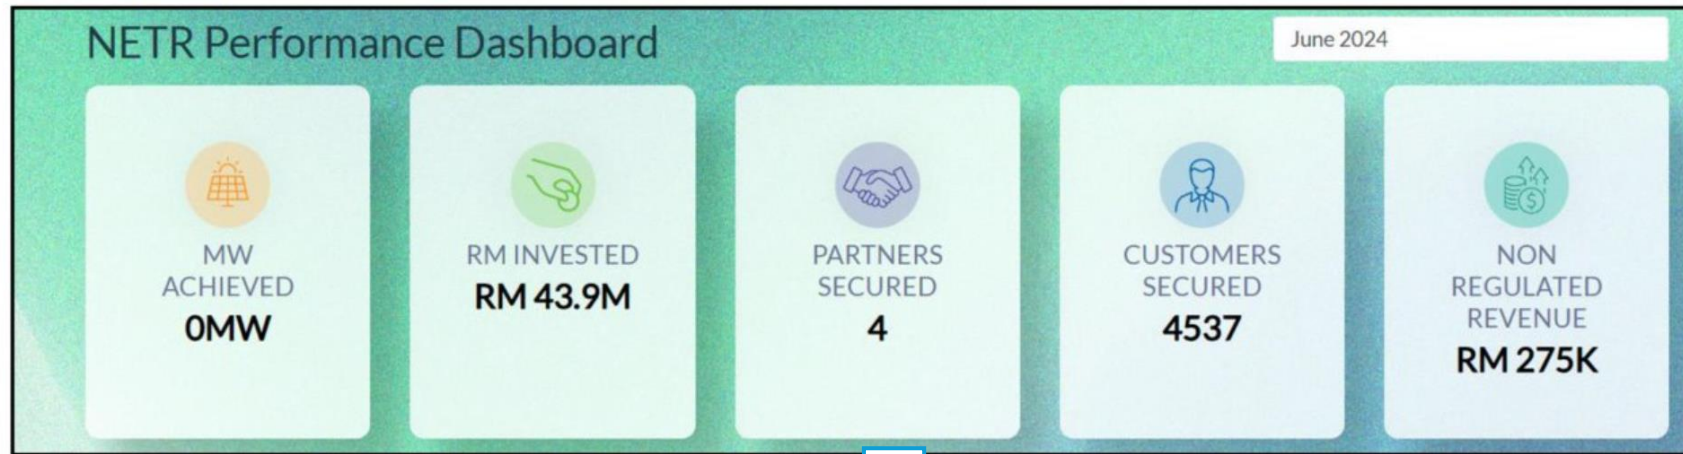 NETR Performance Dashboard
June 2024
MW
ACHIEVED
0MW
RM INVESTED
RM 43.9M
PARTNERS
SECURED
4
CUSTOMERS
SECURED
4537
NON
REGULATED
REVENUE
RM 275K